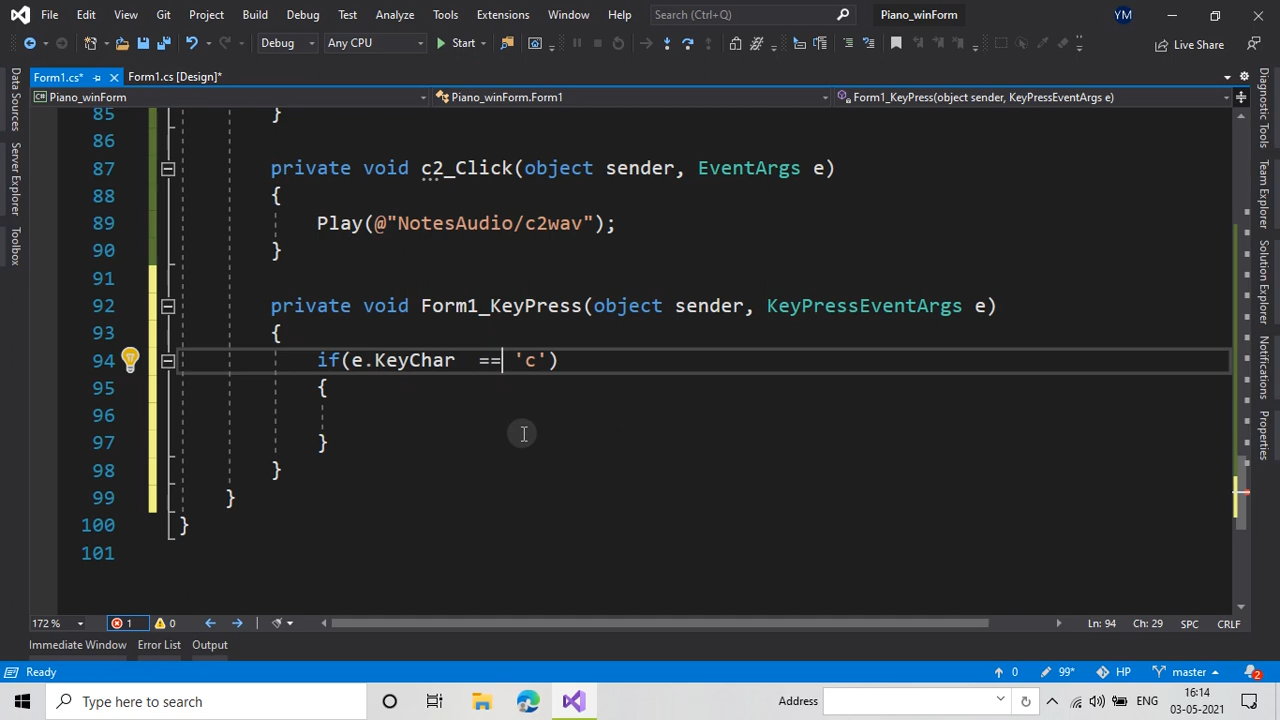 File Edit View Git Project Build Debug Test Analyze Tools Extensions Window Help Search (Ctrl+Q) Piano_winForm YM
Debug Any CPU Start Live Share
Form1.cs* Form1.cs [Design]*
Piano_winForm Piano_winForm.Form1 Form1_KeyPress(object sender, KeyPressEventArgs e)
Data Sources
Server Explorer
Toolbox
85 }
86
87 private void c2_Click(object sender, EventArgs e)
88 {
89 Play(@"NotesAudio/c2wav");
90 }
91
92 private void Form1_KeyPress(object sender, KeyPressEventArgs e)
93 {
94 if(e.KeyChar  == 'c')
95 {
96
97 }
98 }
99 }
100 }
101
Diagnostic Tools
Team Explorer
Solution Explorer
Notifications
Properties
172 % 1 0 Ln: 94 Ch: 29 SPC CRLF
Immediate Window Error List Output
Ready 0 99* HP master 2
Type here to search Address ENG 16:14
03-05-2021